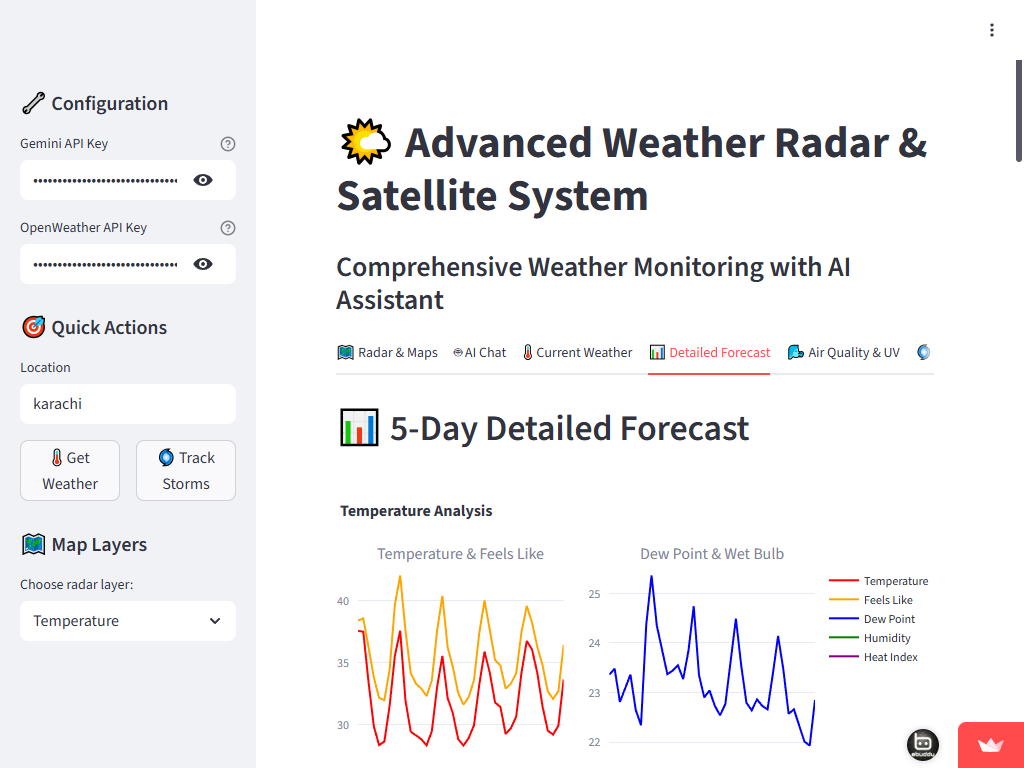 Configuration
Gemini API Key
••••••••••••••••••••••••••••••
OpenWeather API Key
••••••••••••••••••••••••••••••
Quick Actions
Location
karachi
Get
Weather
Track
Storms
Map Layers
Choose radar layer:
Temperature
Advanced Weather Radar &
Satellite System
Comprehensive Weather Monitoring with AI
Assistant
Radar & Maps
AI Chat
Current Weather
Detailed Forecast
Air Quality & UV
5-Day Detailed Forecast
Temperature Analysis
Temperature & Feels Like
40
35
30
Dew Point & Wet Bulb
25
24
23
22
Temperature
Feels Like
Dew Point
Humidity
Heat Index